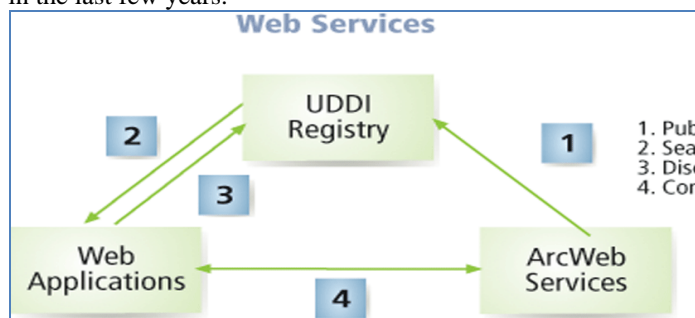 in the last few years.
Web Services
UDDI
Registry
2
1
1. Pub
2. Sea
3. Disc
4. Con
3
Web
Applications
ArcWeb
Services
4